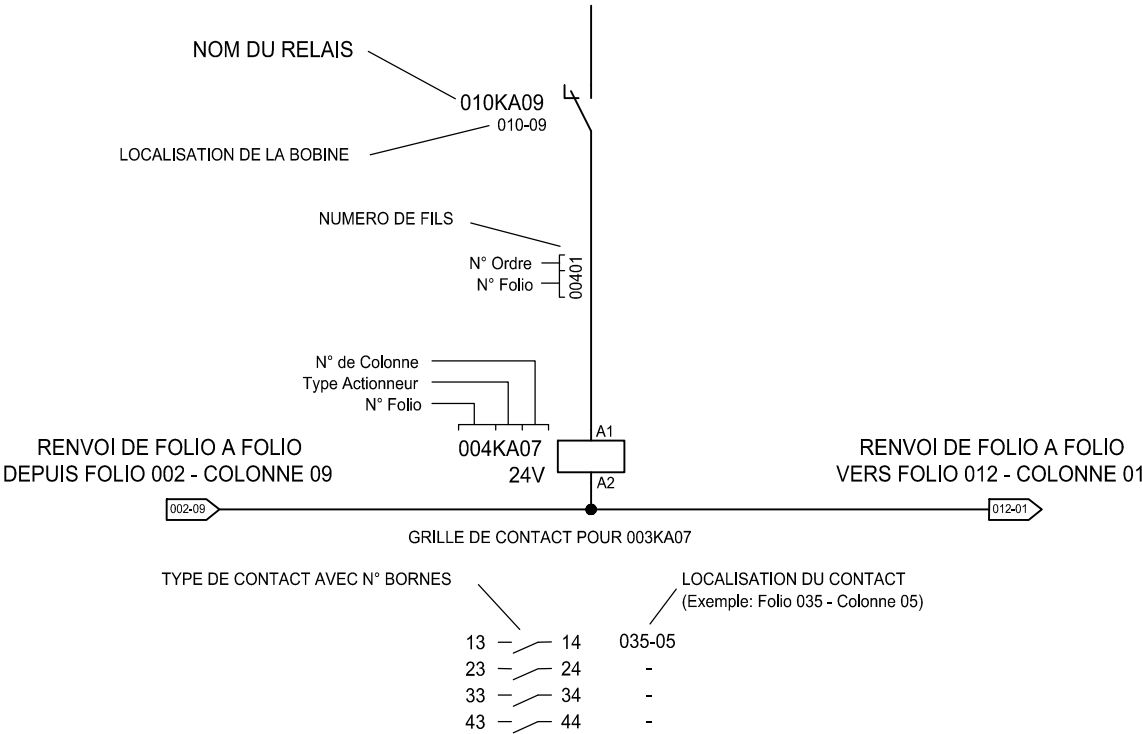 NOM DU RELAIS
010KA09
010-09
LOCALISATION DE LA BOBINE
NUMERO DE FILS
N° Ordre
N° Folio
00401
N° de Colonne
Type Actionneur
N° Folio
004KA07
24V
A1
A2
RENVOI DE FOLIO A FOLIO
DEPUIS FOLIO 002 - COLONNE 09
002-09
RENVOI DE FOLIO A FOLIO
VERS FOLIO 012 - COLONNE 01
012-01
GRILLE DE CONTACT POUR 003KA07
TYPE DE CONTACT AVEC N° BORNES
LOCALISATION DU CONTACT
(Exemple: Folio 035 - Colonne 05)
13 14 035-05
23 24 -
33 34 -
43 44 -